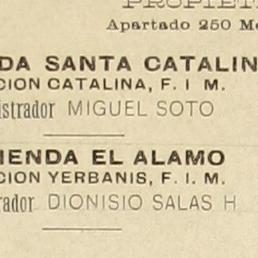 PROPIET
Apartado 250 Me
DA SANTA CATALIN
CION CATALINA, F. I M.
istrador MIGUEL SOTO
IENDA EL ALAMO
CION YERBANIS, F. I. M.
rador DIONISIO SALAS H